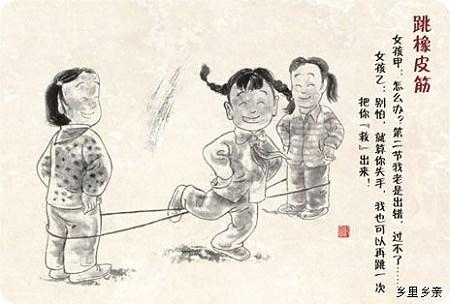 跳橡皮筋
女孩甲：怎么办？第二节我老是出错，过不了……
女孩乙：别怕，就算你失手，我也可以再跳一次
把你『救』出来！
乡里乡亲